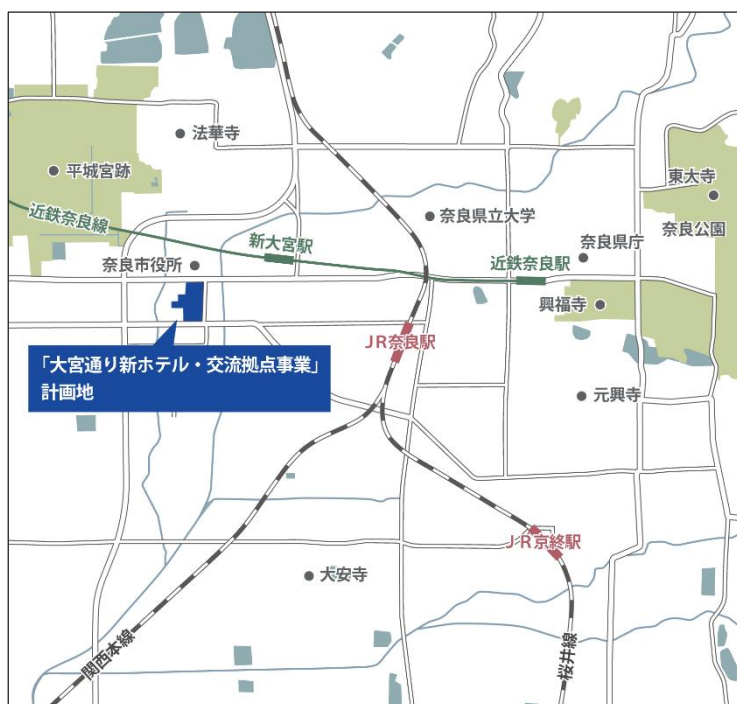 法華寺
平城宮跡
東大寺
近鉄奈良線
奈良県立大学
奈良公園
新大宮駅
奈良県庁
奈良市役所
近鉄奈良駅
興福寺
JR奈良駅
「大宮通り新ホテル・交流拠点事業」
計画地
元興寺
JR京終駅
大安寺
関西本線
桜井線